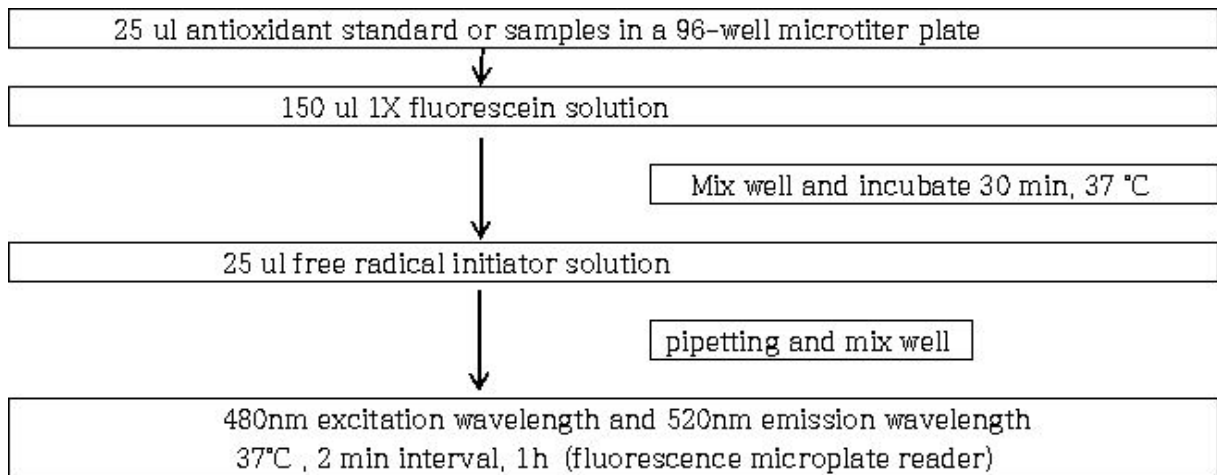 25 ul antioxidant standard or samples in a 96-well microtiter plate
150 ul 1X fluorescein solution
Mix well and incubate 30 min, 37 °C
25 ul free radical initiator solution
pipetting and mix well
480nm excitation wavelength and 520nm emission wavelength
37°C , 2 min interval, 1h (fluorescence microplate reader)